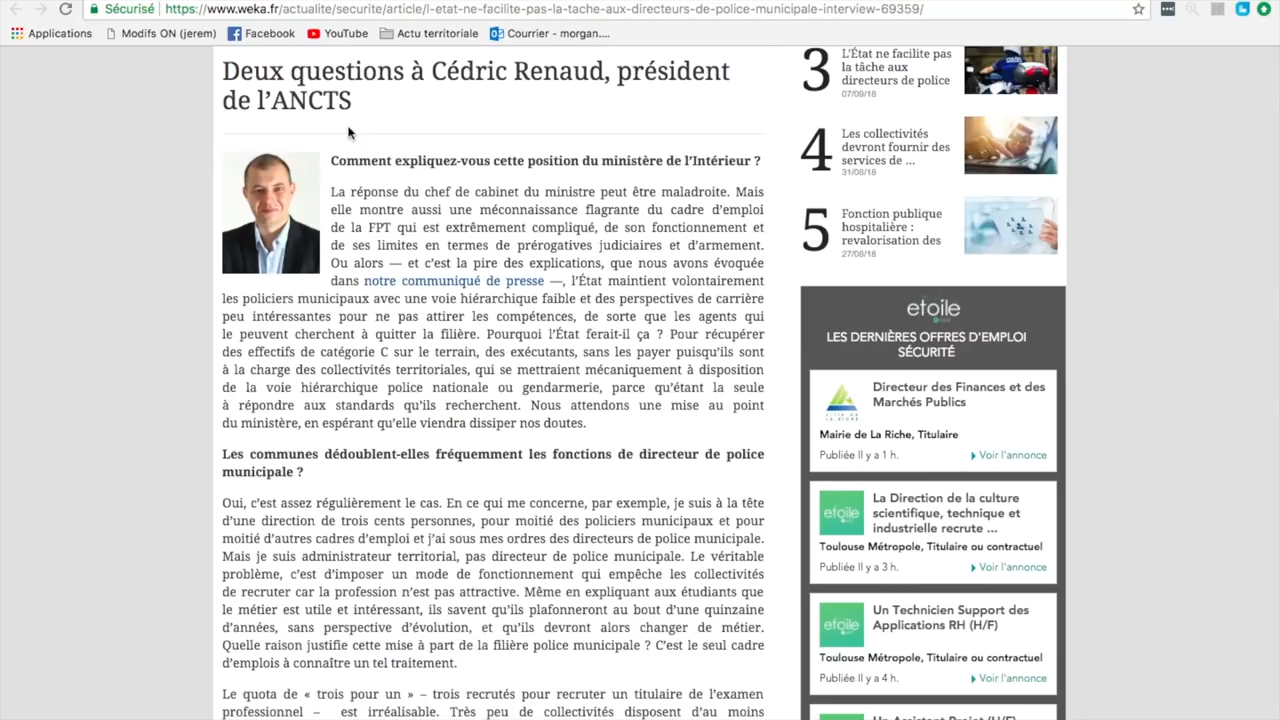 Sécurisé https://www.weka.fr/actualite/securite/article/l-etat-ne-facilite-pas-la-tache-aux-directeurs-de-police-municipale-interview-69359/
Applications Modifs ON (jerem) Facebook YouTube Actu territoriale Courrier - morgan....
Deux questions à Cédric Renaud, président
de l'ANCTS
Comment expliquez-vous cette position du ministère de l'Intérieur ?
La réponse du chef de cabinet du ministre peut être maladroite. Mais
elle montre aussi une méconnaissance flagrante du cadre d'emploi
de la FPT qui est extrêmement compliqué, de son fonctionnement et
de ses limites en termes de prérogatives judiciaires et d'armement.
Ou alors — et c'est la pire des explications, que nous avons évoquée
dans notre communiqué de presse —, l'État maintient volontairement
les policiers municipaux avec une voie hiérarchique faible et des perspectives de carrière
peu intéressantes pour ne pas attirer les compétences, de sorte que les agents qui
le peuvent cherchent à quitter la filière. Pourquoi l'État ferait-il ça ? Pour récupérer
des effectifs de catégorie C sur le terrain, des exécutants, sans les payer puisqu'ils sont
à la charge des collectivités territoriales, qui se mettraient mécaniquement à disposition
de la voie hiérarchique police nationale ou gendarmerie, parce qu'étant la seule
à répondre aux standards qu'ils recherchent. Nous attendons une mise au point
du ministère, en espérant qu'elle viendra dissiper nos doutes.
Les communes dédoublent-elles fréquemment les fonctions de directeur de police
municipale ?
Oui, c'est assez régulièrement le cas. En ce qui me concerne, par exemple, je suis à la tête
d'une direction de trois cents personnes, pour moitié des policiers municipaux et pour
moitié d'autres cadres d'emploi et j'ai sous mes ordres des directeurs de police municipale.
Mais je suis administrateur territorial, pas directeur de police municipale. Le véritable
problème, c'est d'imposer un mode de fonctionnement qui empêche les collectivités
de recruter car la profession n'est pas attractive. Même en expliquant aux étudiants que
le métier est utile et intéressant, ils savent qu'ils plafonneront au bout d'une quinzaine
d'années, sans perspective d'évolution, et qu'ils devront alors changer de métier.
Quelle raison justifie cette mise à part de la filière police municipale ? C'est le seul cadre
d'emplois à connaître un tel traitement.
Le quota de « trois pour un » – trois recrutés pour recruter un titulaire de l'examen
professionnel – est irréalisable. Très peu de collectivités disposent d'au moins
3
L'État ne facilite pas
la tâche aux
directeurs de police
07/09/18
4
Les collectivités
devront fournir des
services de ...
31/08/18
5
Fonction publique
hospitalière :
revalorisation des
27/08/18
etoile
LES DERNIÈRES OFFRES D'EMPLOI
SÉCURITÉ
Directeur des Finances et des
Marchés Publics
Mairie de La Riche, Titulaire
Publiée Il y a 1 h. Voir l'annonce
etoile
La Direction de la culture
scientifique, technique et
industrielle recrute ...
Toulouse Métropole, Titulaire ou contractuel
Publiée Il y a 3 h. Voir l'annonce
etoile
Un Technicien Support des
Applications RH (H/F)
Toulouse Métropole, Titulaire ou contractuel
Publiée Il y a 4 h. Voir l'annonce
Un Assistant Projet (H/F)